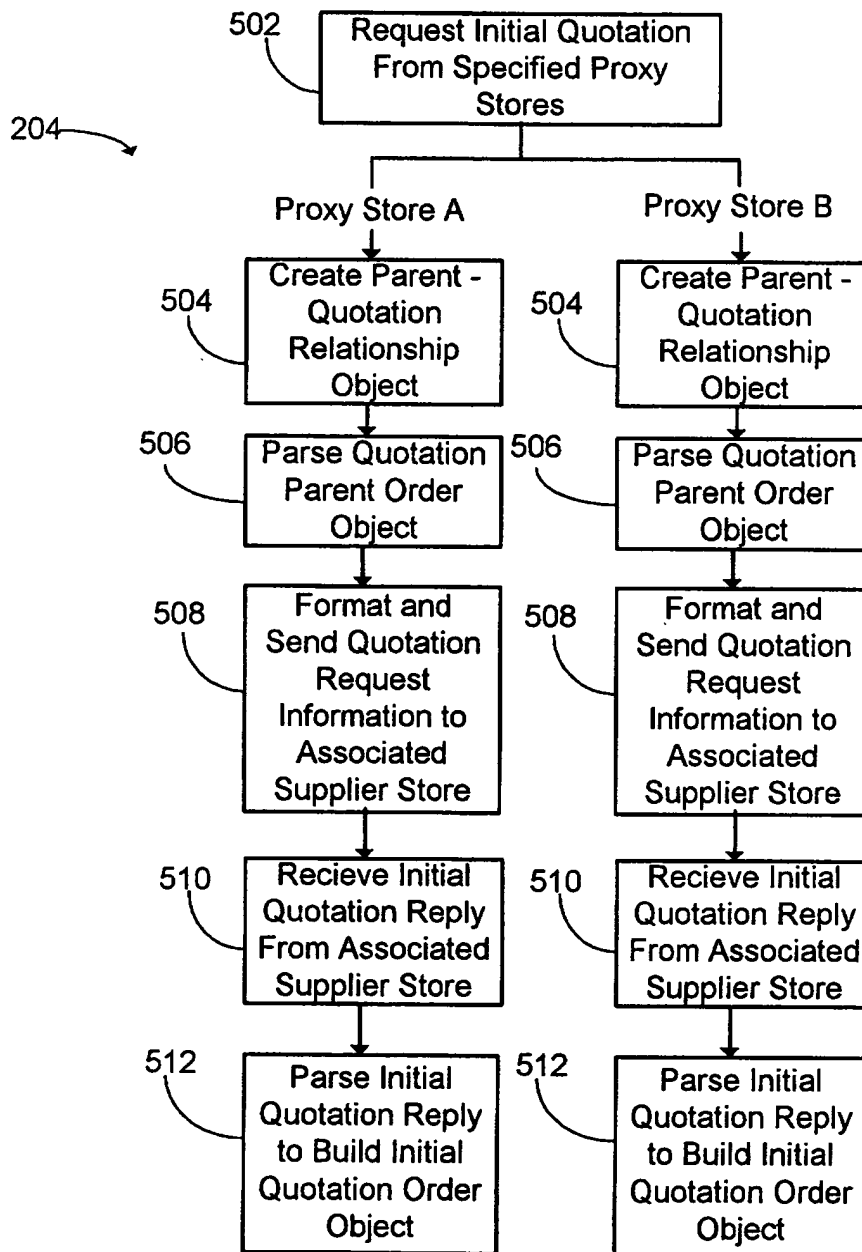 502
Request Initial Quotation
From Specified Proxy
Stores
204
Proxy Store A
Proxy Store B
504
Create Parent -
Quotation
Relationship
Object
504
Create Parent -
Quotation
Relationship
Object
506
Parse Quotation
Parent Order
Object
506
Parse Quotation
Parent Order
Object
508
Format and
Send Quotation
Request
Information to
Associated
Supplier Store
508
Format and
Send Quotation
Request
Information to
Associated
Supplier Store
510
Recieve Initial
Quotation Reply
From Associated
Supplier Store
510
Recieve Initial
Quotation Reply
From Associated
Supplier Store
512
Parse Initial
Quotation Reply
to Build Initial
Quotation Order
Object
512
Parse Initial
Quotation Reply
to Build Initial
Quotation Order
Object